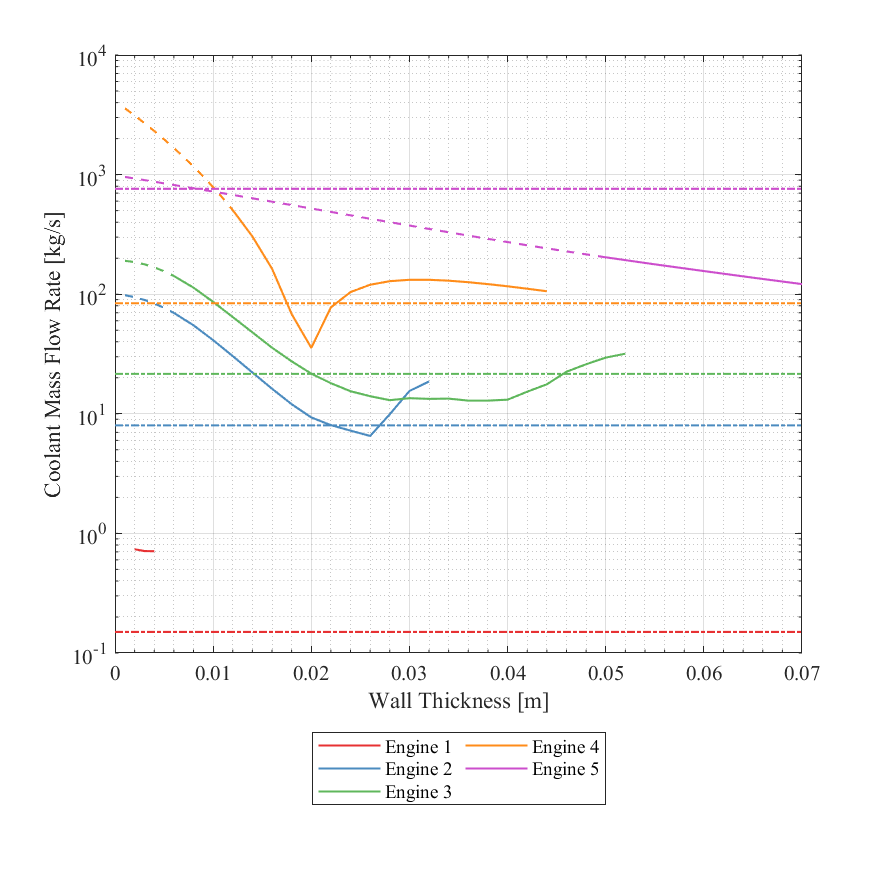 10^4
10^3
10^2
10^1
10^0
10^-1
Coolant Mass Flow Rate [kg/s]
0 0.01 0.02 0.03 0.04 0.05 0.06 0.07
Wall Thickness [m]
Engine 1 Engine 4
Engine 2 Engine 5
Engine 3